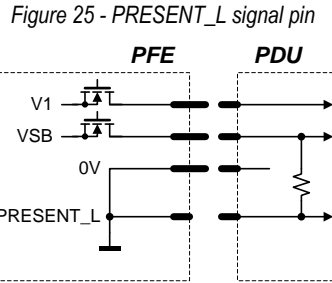 Figure 25 - PRESENT_L signal pin
PFE PDU
V1
VSB
0V
PRESENT_L